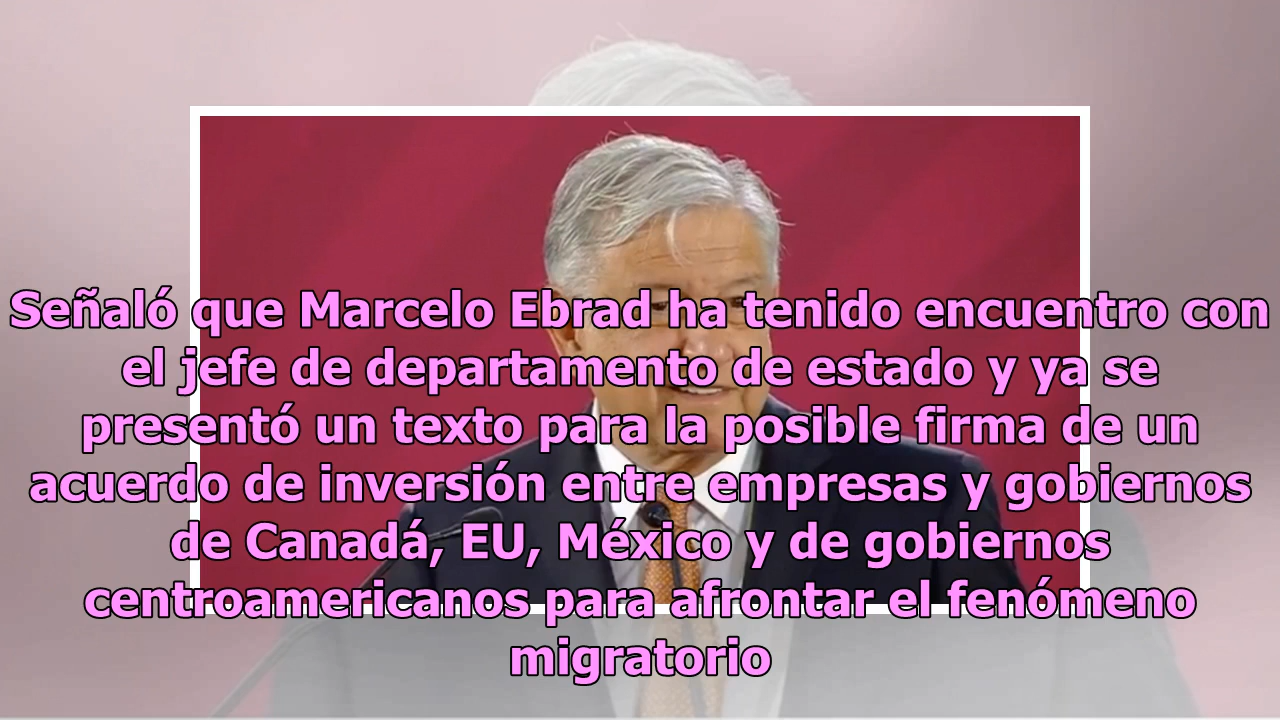 Señaló que Marcelo Ebrad ha tenido encuentro con
el jefe de departamento de estado y ya se
presentó un texto para la posible firma de un
acuerdo de inversión entre empresas y gobiernos
de Canadá, EU, México y de gobiernos
centroamericanos para afrontar el fenómeno
migratorio